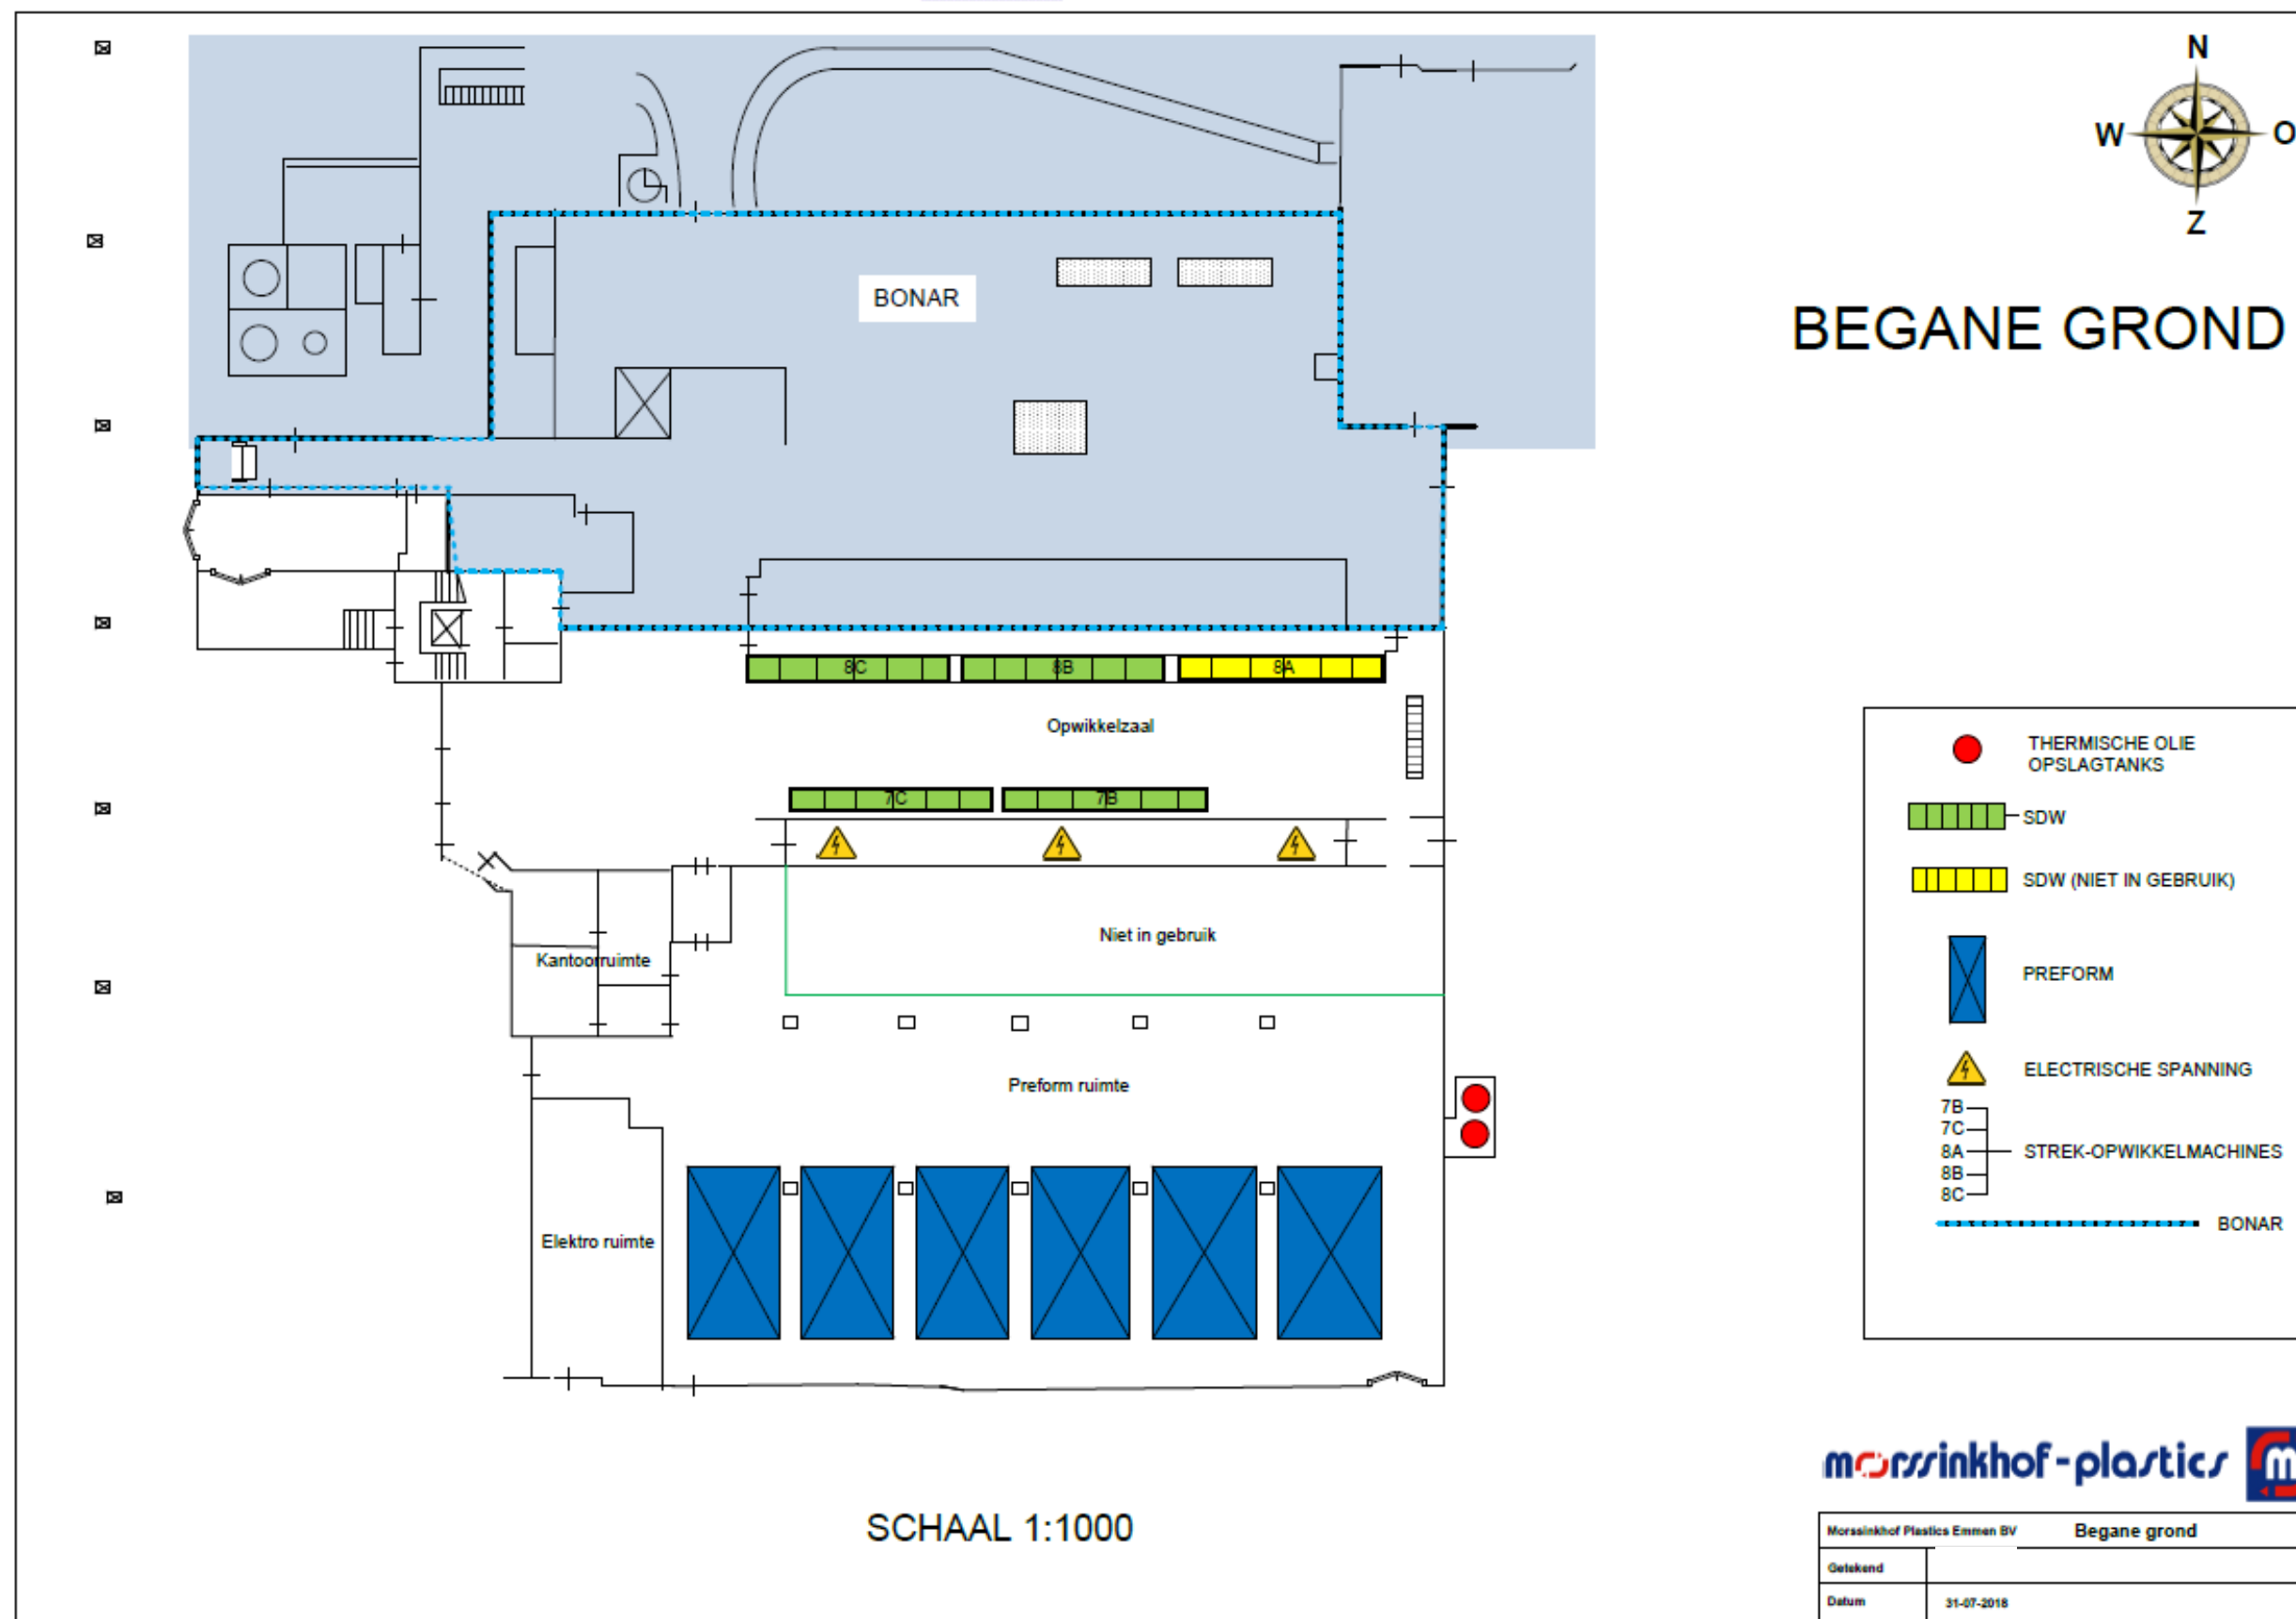 N
W
O
Z
BEGANE GROND
BONAR
8C
8B
8A
Opwikkelzaal
7C
7B
Niet in gebruik
Kantoorruimte
Preform ruimte
Elektro ruimte
THERMISCHE OLIE
OPSLAGTANKS
SDW
SDW (NIET IN GEBRUIK)
PREFORM
ELECTRISCHE SPANNING
7B
7C
8A
8B
8C
STREK-OPWIKKELMACHINES
BONAR
SCHAAL 1:1000
morssinkhof-plastics
m
Morssinkhof Plastics Emmen BV
Begane grond
Getekend
Datum
31-07-2018